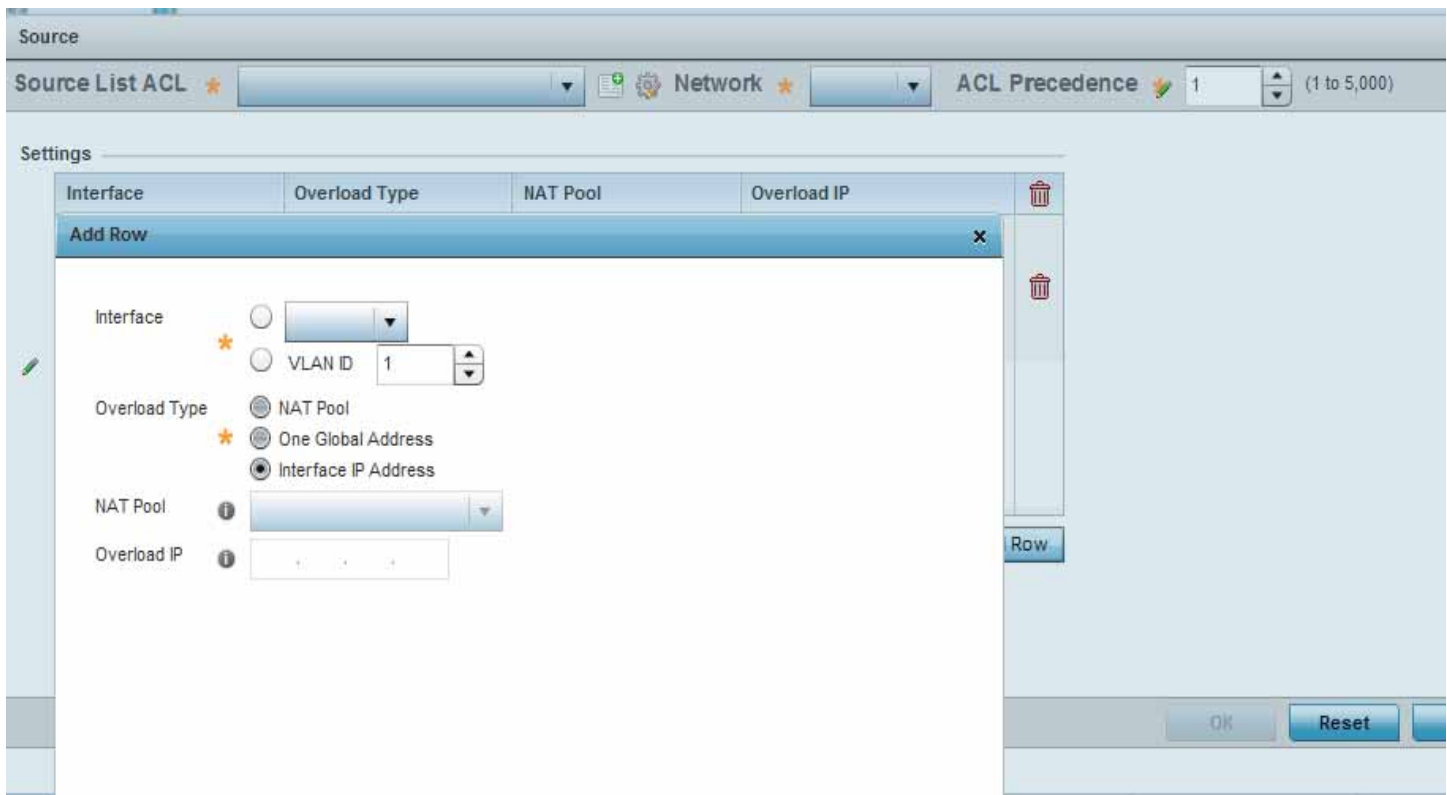 Source
Source List ACL * Network * ACL Precedence 1 (1 to 5,000)
Settings
Interface Overload Type NAT Pool Overload IP
Add Row x
Interface
*
VLAN ID 1
Overload Type NAT Pool
* One Global Address
Interface IP Address
NAT Pool i
Overload IP i . . .
Row
OK Reset